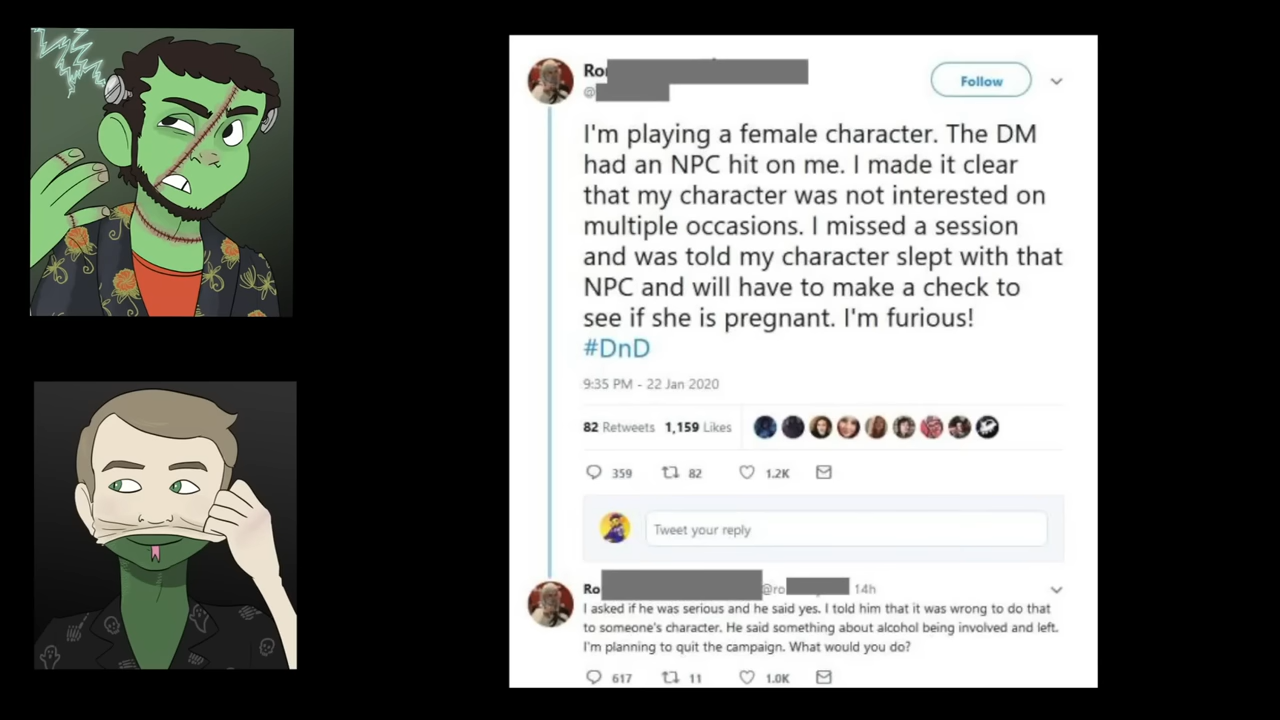 Ro
Follow
@
I'm playing a female character. The DM
had an NPC hit on me. I made it clear
that my character was not interested on
multiple occasions. I missed a session
and was told my character slept with that
NPC and will have to make a check to
see if she is pregnant. I'm furious!
#DnD
9:35 PM - 22 Jan 2020
82 Retweets 1,159 Likes
359 82 1.2K
Tweet your reply
Ro @ro 14h
I asked if he was serious and he said yes. I told him that it was wrong to do that
to someone's character. He said something about alcohol being involved and left.
I'm planning to quit the campaign. What would you do?
617 11 1.0K